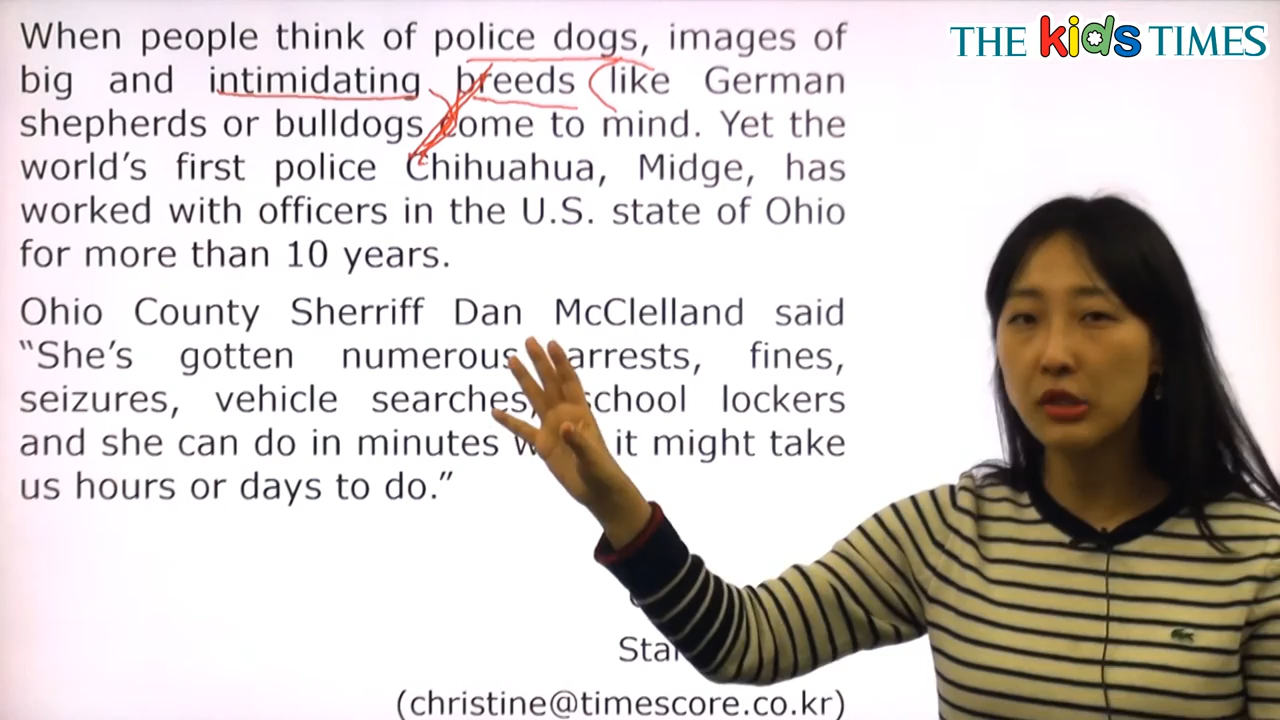 THE kids TIMES
When people think of police dogs, images of
big and intimidating breeds like German
shepherds or bulldogs come to mind. Yet the
world's first police Chihuahua, Midge, has
worked with officers in the U.S. state of Ohio
for more than 10 years.
Ohio County Sherriff Dan McClelland said
“She's gotten numerous arrests, fines,
seizures, vehicle searches, school lockers
and she can do in minutes it might take
us hours or days to do.”
(christine@timescore.co.kr)